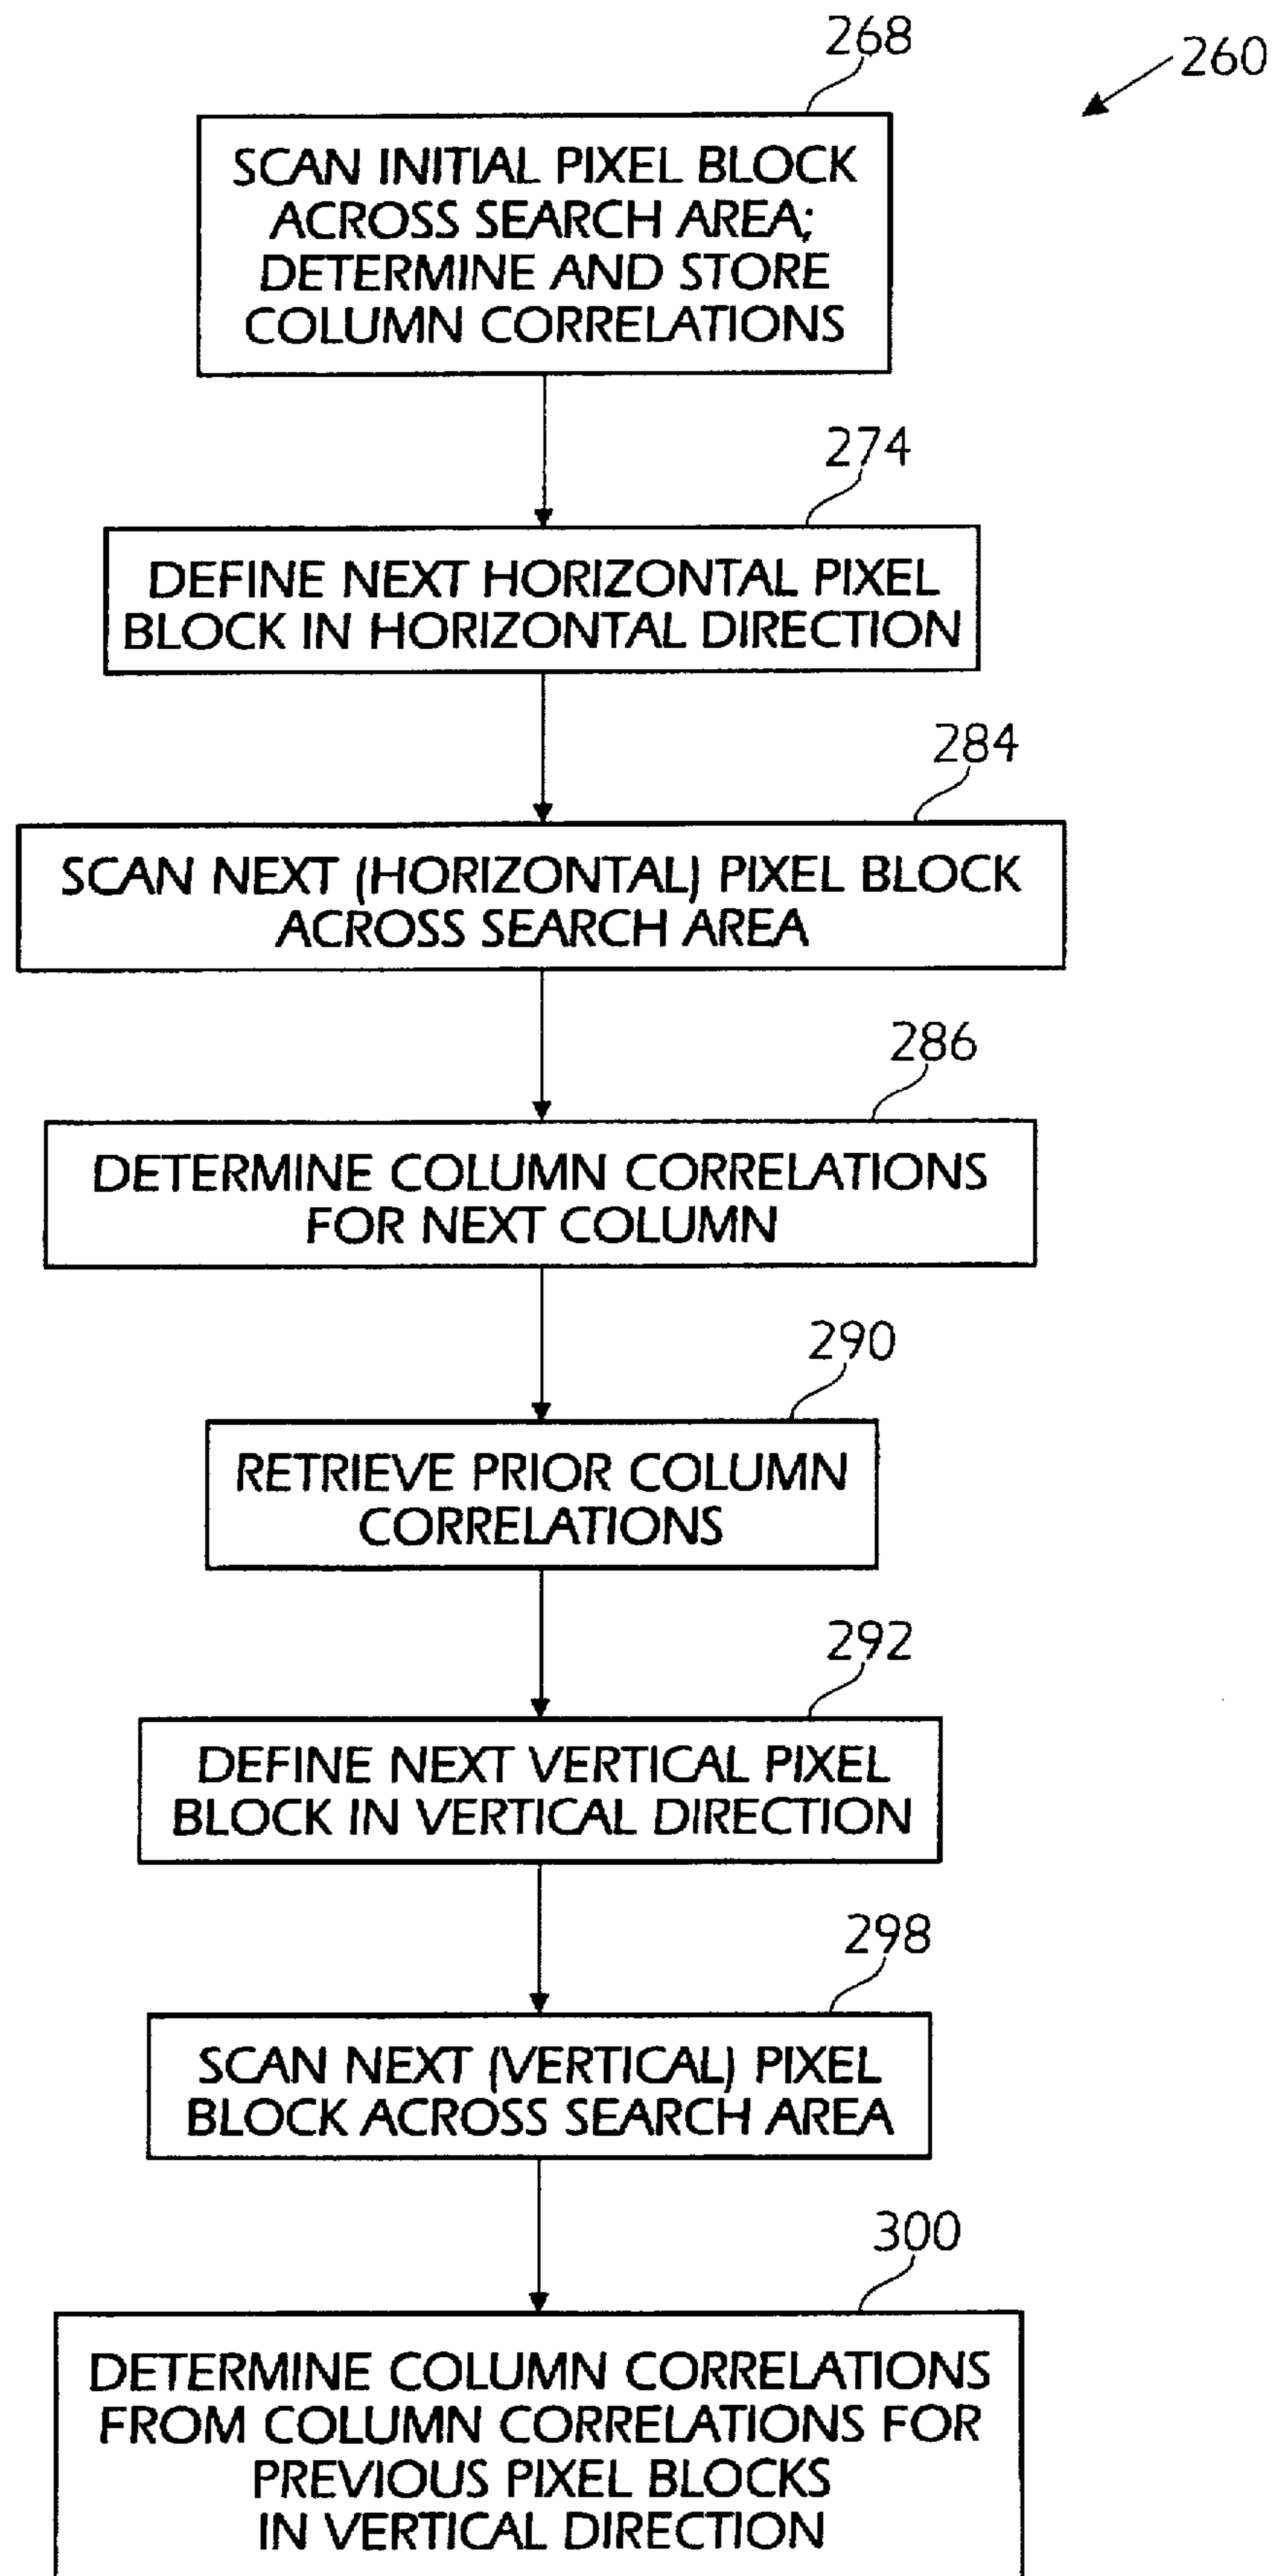 268
260
SCAN INITIAL PIXEL BLOCK
ACROSS SEARCH AREA;
DETERMINE AND STORE
COLUMN CORRELATIONS
274
DEFINE NEXT HORIZONTAL PIXEL
BLOCK IN HORIZONTAL DIRECTION
284
SCAN NEXT (HORIZONTAL) PIXEL BLOCK
ACROSS SEARCH AREA
286
DETERMINE COLUMN CORRELATIONS
FOR NEXT COLUMN
290
RETRIEVE PRIOR COLUMN
CORRELATIONS
292
DEFINE NEXT VERTICAL PIXEL
BLOCK IN VERTICAL DIRECTION
298
SCAN NEXT (VERTICAL) PIXEL
BLOCK ACROSS SEARCH AREA
300
DETERMINE COLUMN CORRELATIONS
FROM COLUMN CORRELATIONS FOR
PREVIOUS PIXEL BLOCKS
IN VERTICAL DIRECTION